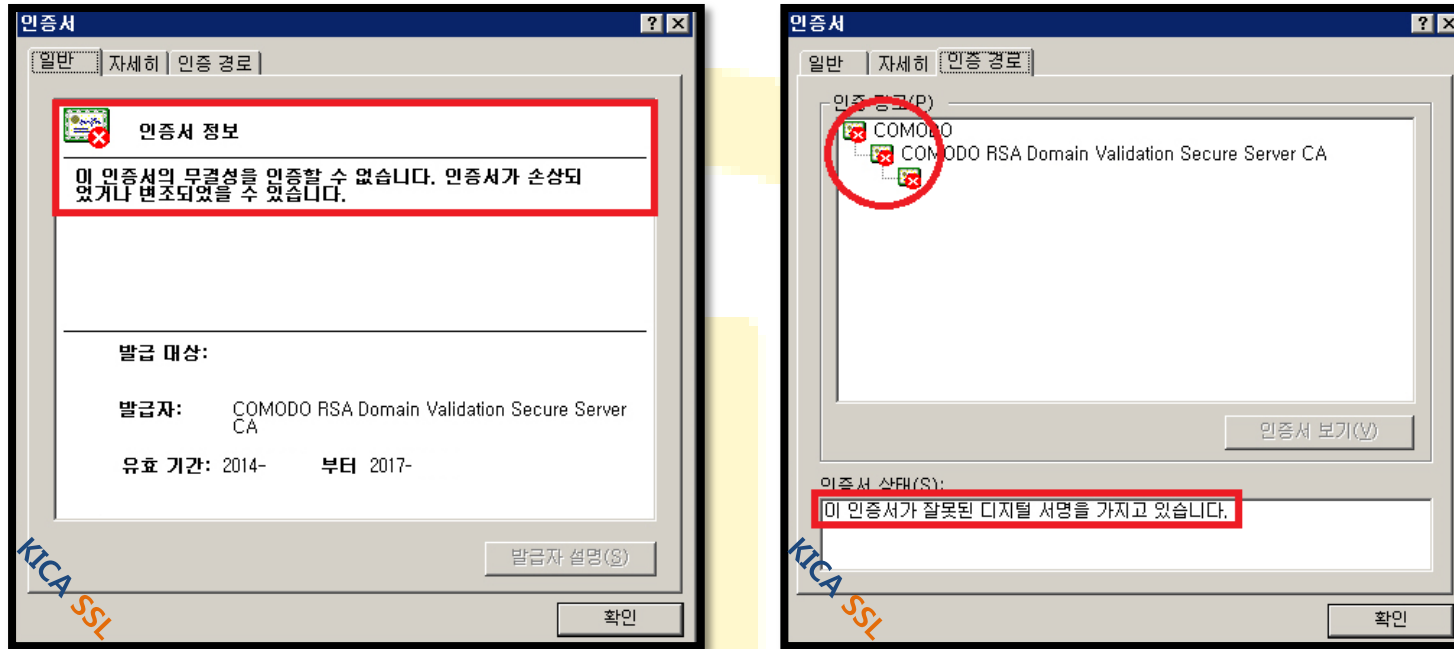 인증서
일반 자세히 인증 경로
인증서 정보
이 인증서의 무결성을 인증할 수 없습니다. 인증서가 손상되
었거나 변조되었을 수 있습니다.
발급 대상:
발급자: COMODO RSA Domain Validation Secure Server
CA
유효 기간: 2014- 부터 2017-
발급자 설명(S)
확인
KICA SSL
인증서
일반 자세히 인증 경로
인증 경로(P)
COMODO
COMODO RSA Domain Validation Secure Server CA
인증서 보기(V)
인증서 상태(S):
이 인증서가 잘못된 디지털 서명을 가지고 있습니다.
확인
KICA SSL